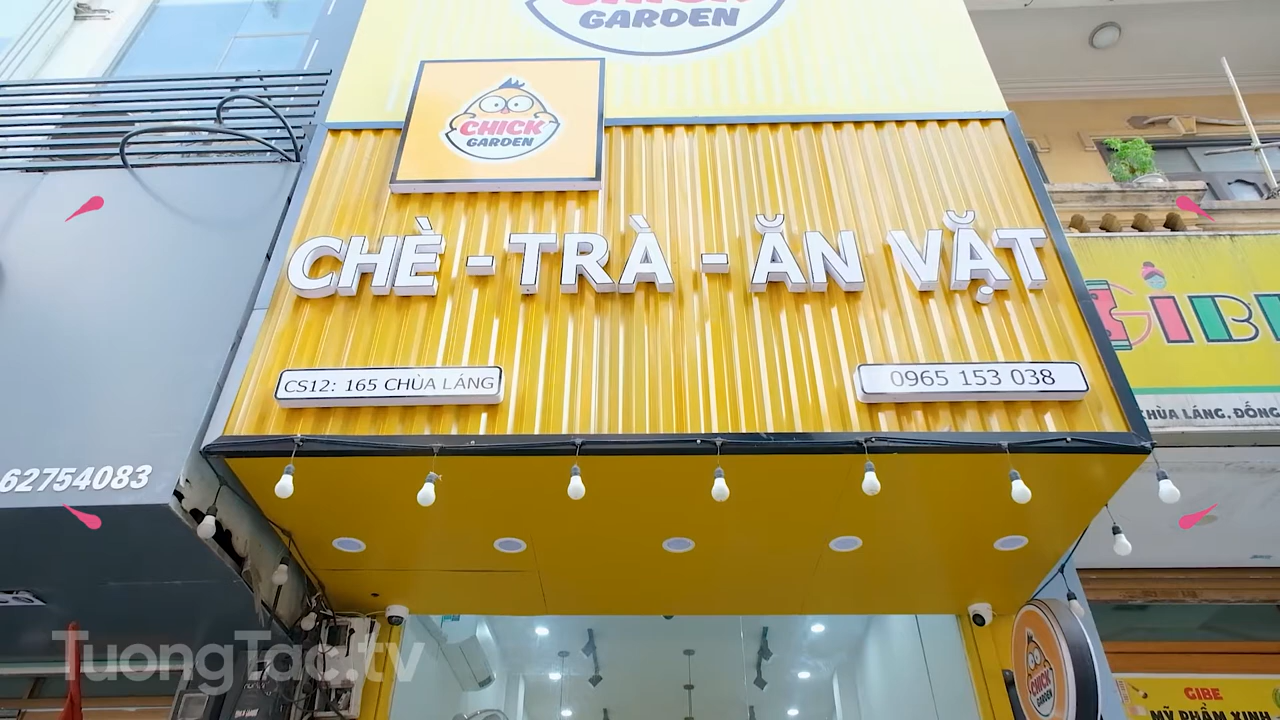 GARDEN
CHICK
GARDEN
CHÈ - TRÀ - ĂN VẶT
CS12: 165 CHÙA LÁNG
0965 153 038
GIBE
CHÙA LÁNG, ĐỐNG
62754083
TuongTac.tv
CHICK
GARDEN
GIBE
MỸ PHẨM XINH